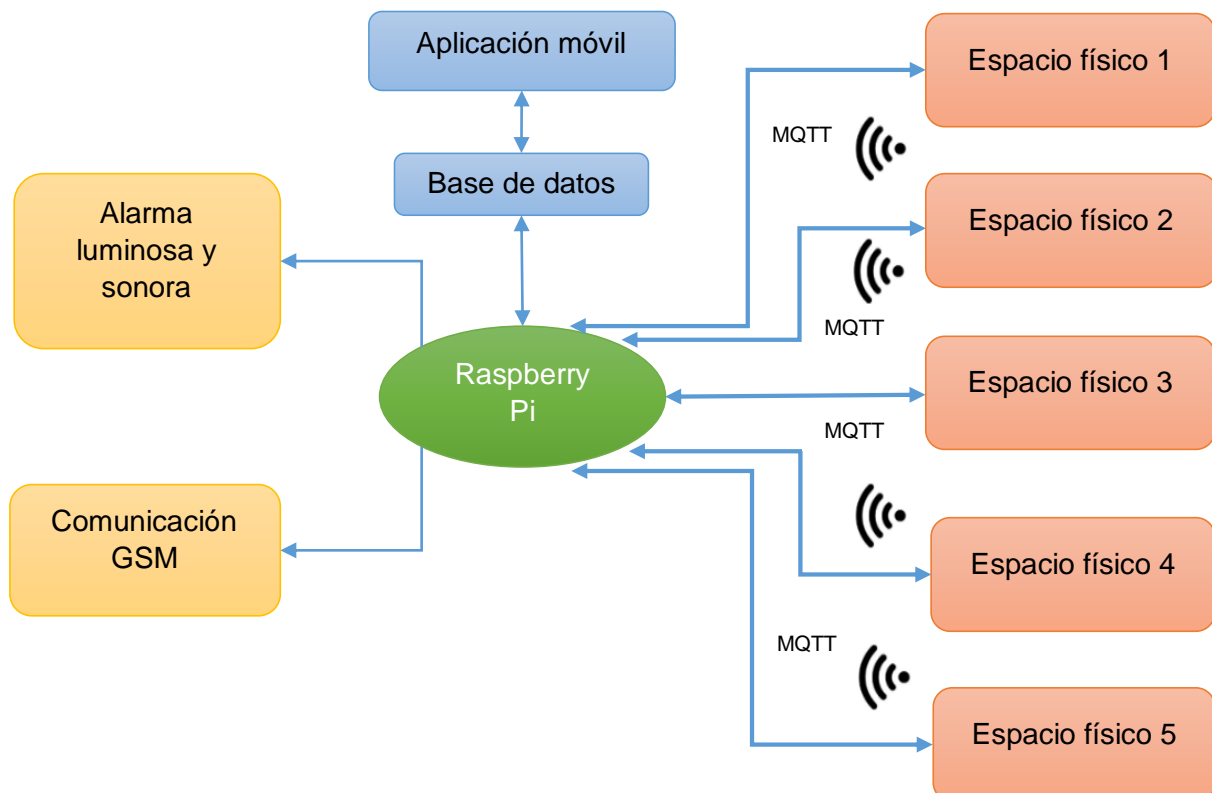 Aplicación móvil
Espacio físico 1
MQTT
Base de datos
Alarma
luminosa y
sonora
Espacio físico 2
MQTT
Raspberry
Pi
Espacio físico 3
MQTT
Comunicación
GSM
Espacio físico 4
MQTT
Espacio físico 5